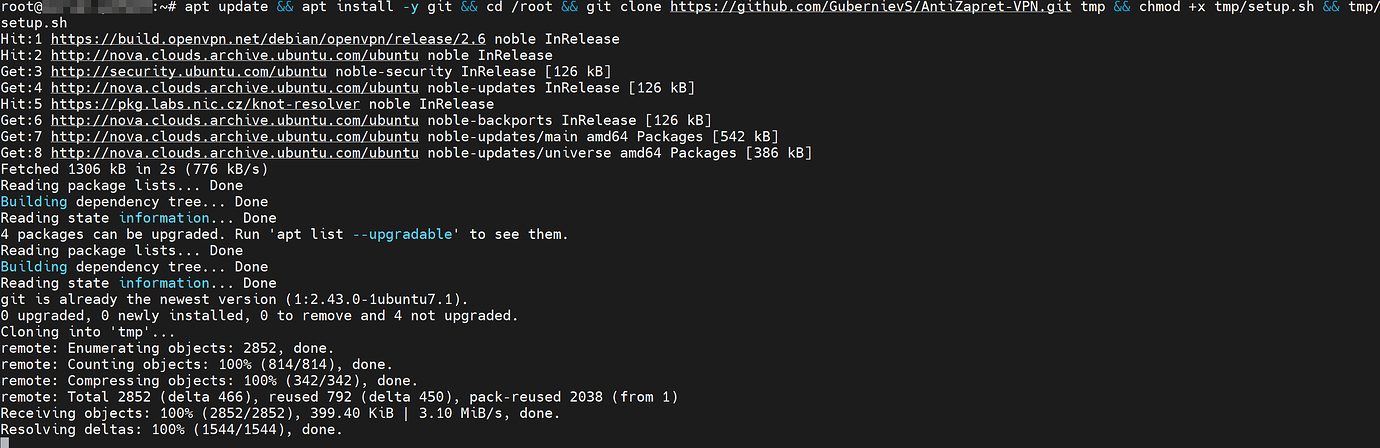 root@ :~# apt update && apt install -y git && cd /root && git clone https://github.com/GubernievS/AntiZapret-VPN.git tmp && chmod +x tmp/setup.sh && tmp/
setup.sh
Hit:1 https://build.openvpn.net/debian/openvpn/release/2.6 noble InRelease
Hit:2 http://nova.clouds.archive.ubuntu.com/ubuntu noble InRelease
Get:3 http://security.ubuntu.com/ubuntu noble-security InRelease [126 kB]
Get:4 http://nova.clouds.archive.ubuntu.com/ubuntu noble-updates InRelease [126 kB]
Hit:5 https://pkg.labs.nic.cz/knot-resolver noble InRelease
Get:6 http://nova.clouds.archive.ubuntu.com/ubuntu noble-backports InRelease [126 kB]
Get:7 http://nova.clouds.archive.ubuntu.com/ubuntu noble-updates/main amd64 Packages [542 kB]
Get:8 http://nova.clouds.archive.ubuntu.com/ubuntu noble-updates/universe amd64 Packages [386 kB]
Fetched 1306 kB in 2s (776 kB/s)
Reading package lists... Done
Building dependency tree... Done
Reading state information... Done
4 packages can be upgraded. Run 'apt list --upgradable' to see them.
Reading package lists... Done
Building dependency tree... Done
Reading state information... Done
git is already the newest version (1:2.43.0-1ubuntu7.1).
0 upgraded, 0 newly installed, 0 to remove and 4 not upgraded.
Cloning into 'tmp'...
remote: Enumerating objects: 2852, done.
remote: Counting objects: 100% (814/814), done.
remote: Compressing objects: 100% (342/342), done.
remote: Total 2852 (delta 466), reused 792 (delta 450), pack-reused 2038 (from 1)
Receiving objects: 100% (2852/2852), 399.40 KiB | 3.10 MiB/s, done.
Resolving deltas: 100% (1544/1544), done.